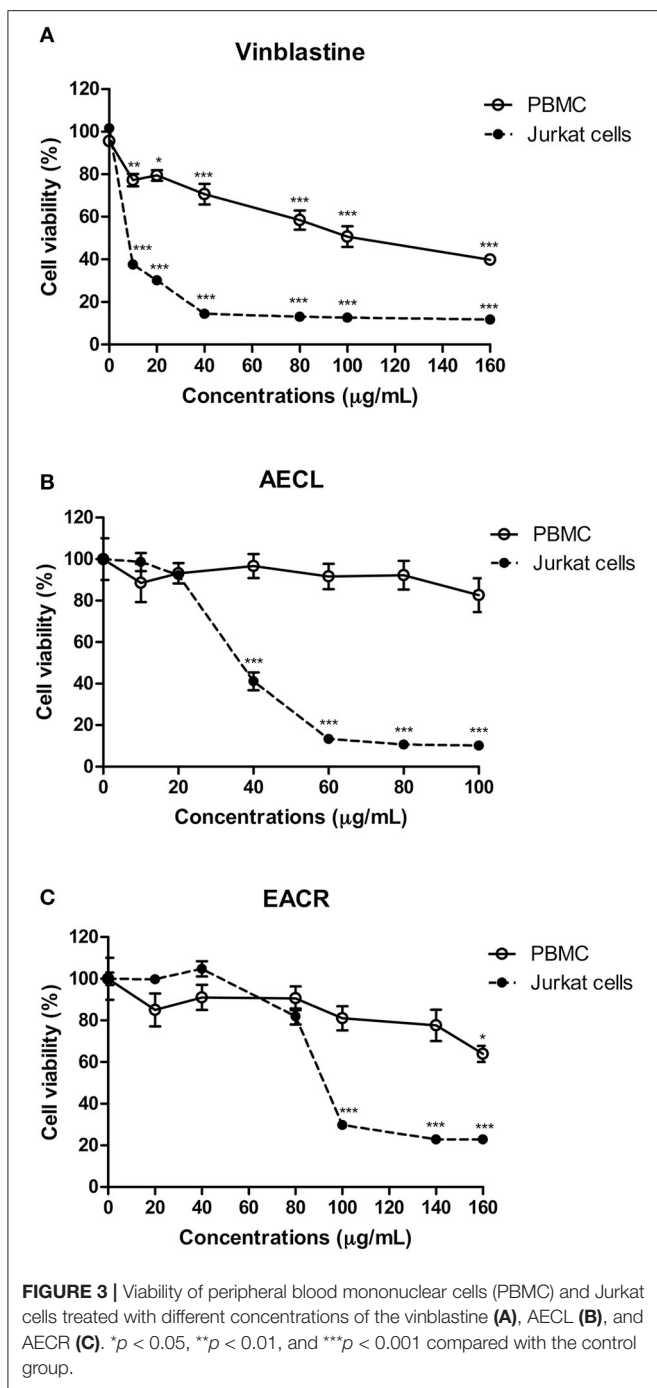 A
Vinblastine
Cell viability (%)
120
100
80
60
40
20
0
PBMC
Jurkat cells
** * *** *** *** ***
*** *** *** *** *** ***
0 20 40 60 80 100 120 140 160
Concentrations (µg/mL)
B
AECL
Cell viability (%)
120
100
80
60
40
20
0
PBMC
Jurkat cells
*** *** *** ***
0 20 40 60 80 100
Concentrations (µg/mL)
C
EACR
Cell viability (%)
120
100
80
60
40
20
0
PBMC
Jurkat cells
*
*** *** ***
0 20 40 60 80 100 120 140 160
Concentrations (µg/mL)
FIGURE 3 | Viability of peripheral blood mononuclear cells (PBMC) and Jurkat
cells treated with different concentrations of the vinblastine (A), AECL (B), and
AECR (C). *p < 0.05, **p < 0.01, and ***p < 0.001 compared with the control
group.